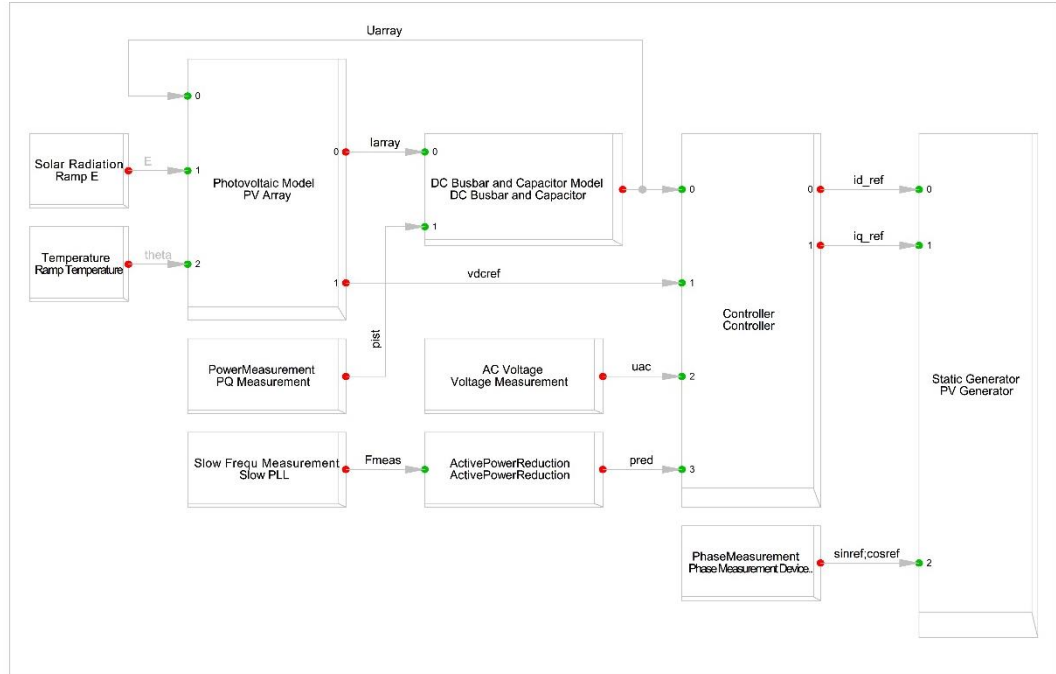 Uarray
0
Solar Radiation
Ramp E
E
1
Photovoltaic Model
PV Array
0
Iarray
0
DC Busbar and Capacitor Model
DC Busbar and Capacitor
1
0
0
id_ref
0
1
iq_ref
1
Temperature
Ramp Temperature
theta
2
1
vdcref
1
Controller
Controller
pist
PowerMeasurement
PQ Measurement
AC Voltage
Voltage Measurement
uac
2
Static Generator
PV Generator
Slow Frequ Measurement
Slow PLL
Fmeas
ActivePowerReduction
ActivePowerReduction
pred
3
PhaseMeasurement
Phase Measurement Device..
sinref;cosref
2